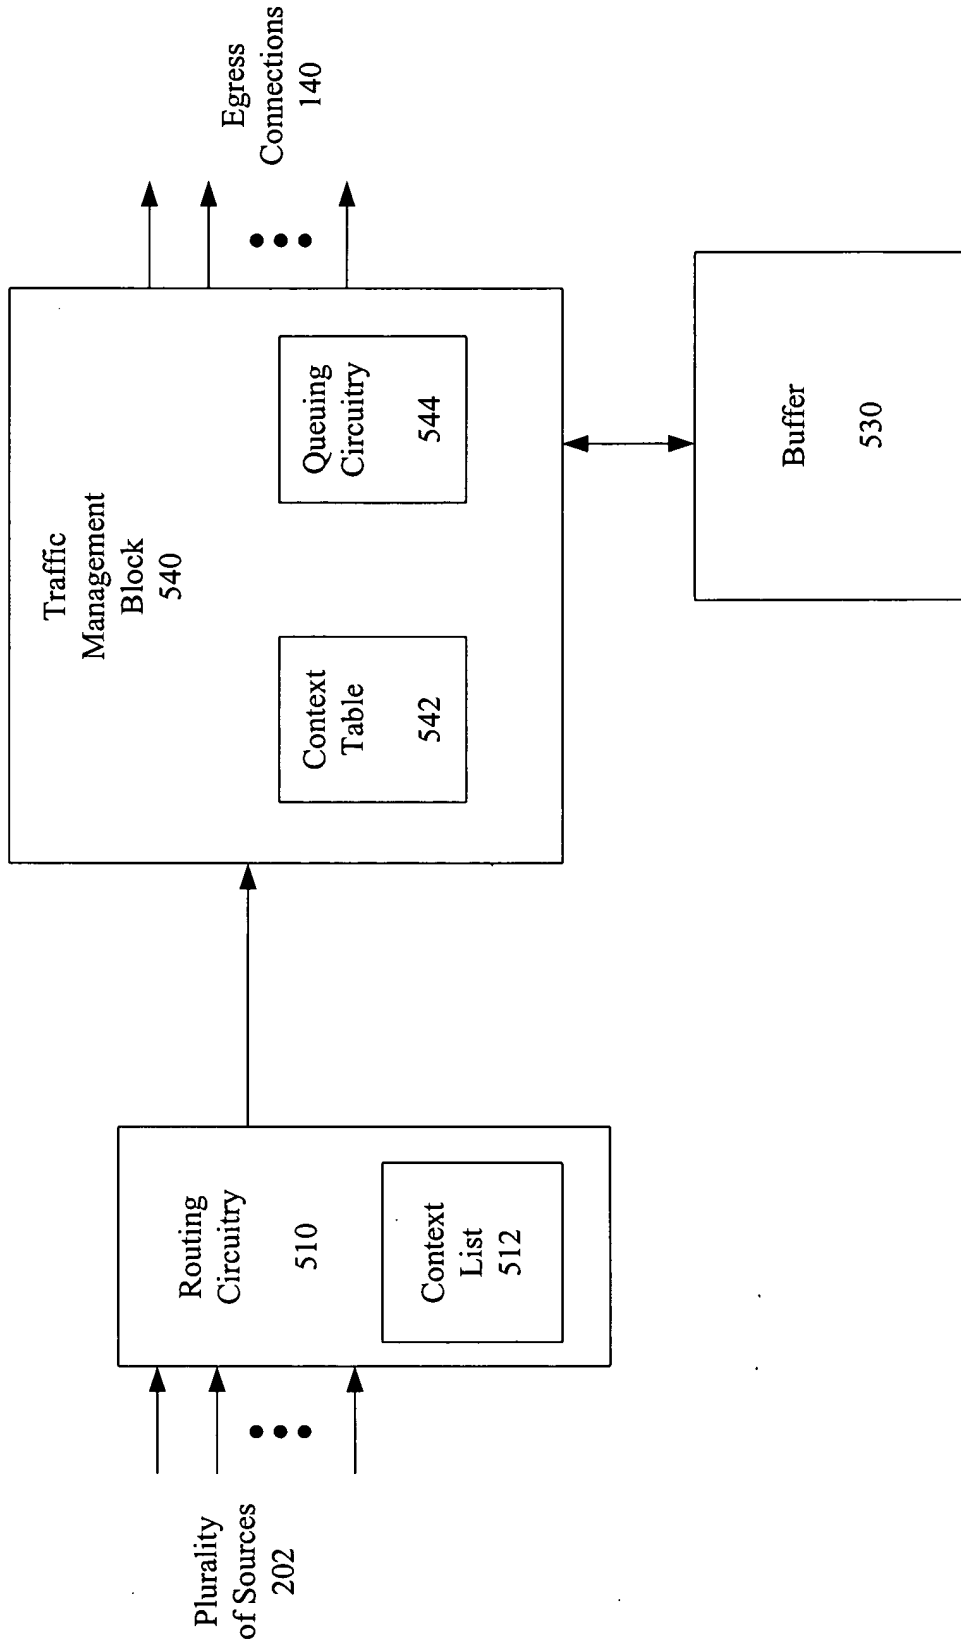 Plurality
of Sources
202
Routing
Circuitry
510
Context
List
512
Traffic
Management
Block
540
Context
Table
542
Queuing
Circuitry
544
Egress
Connections
140
Buffer
530